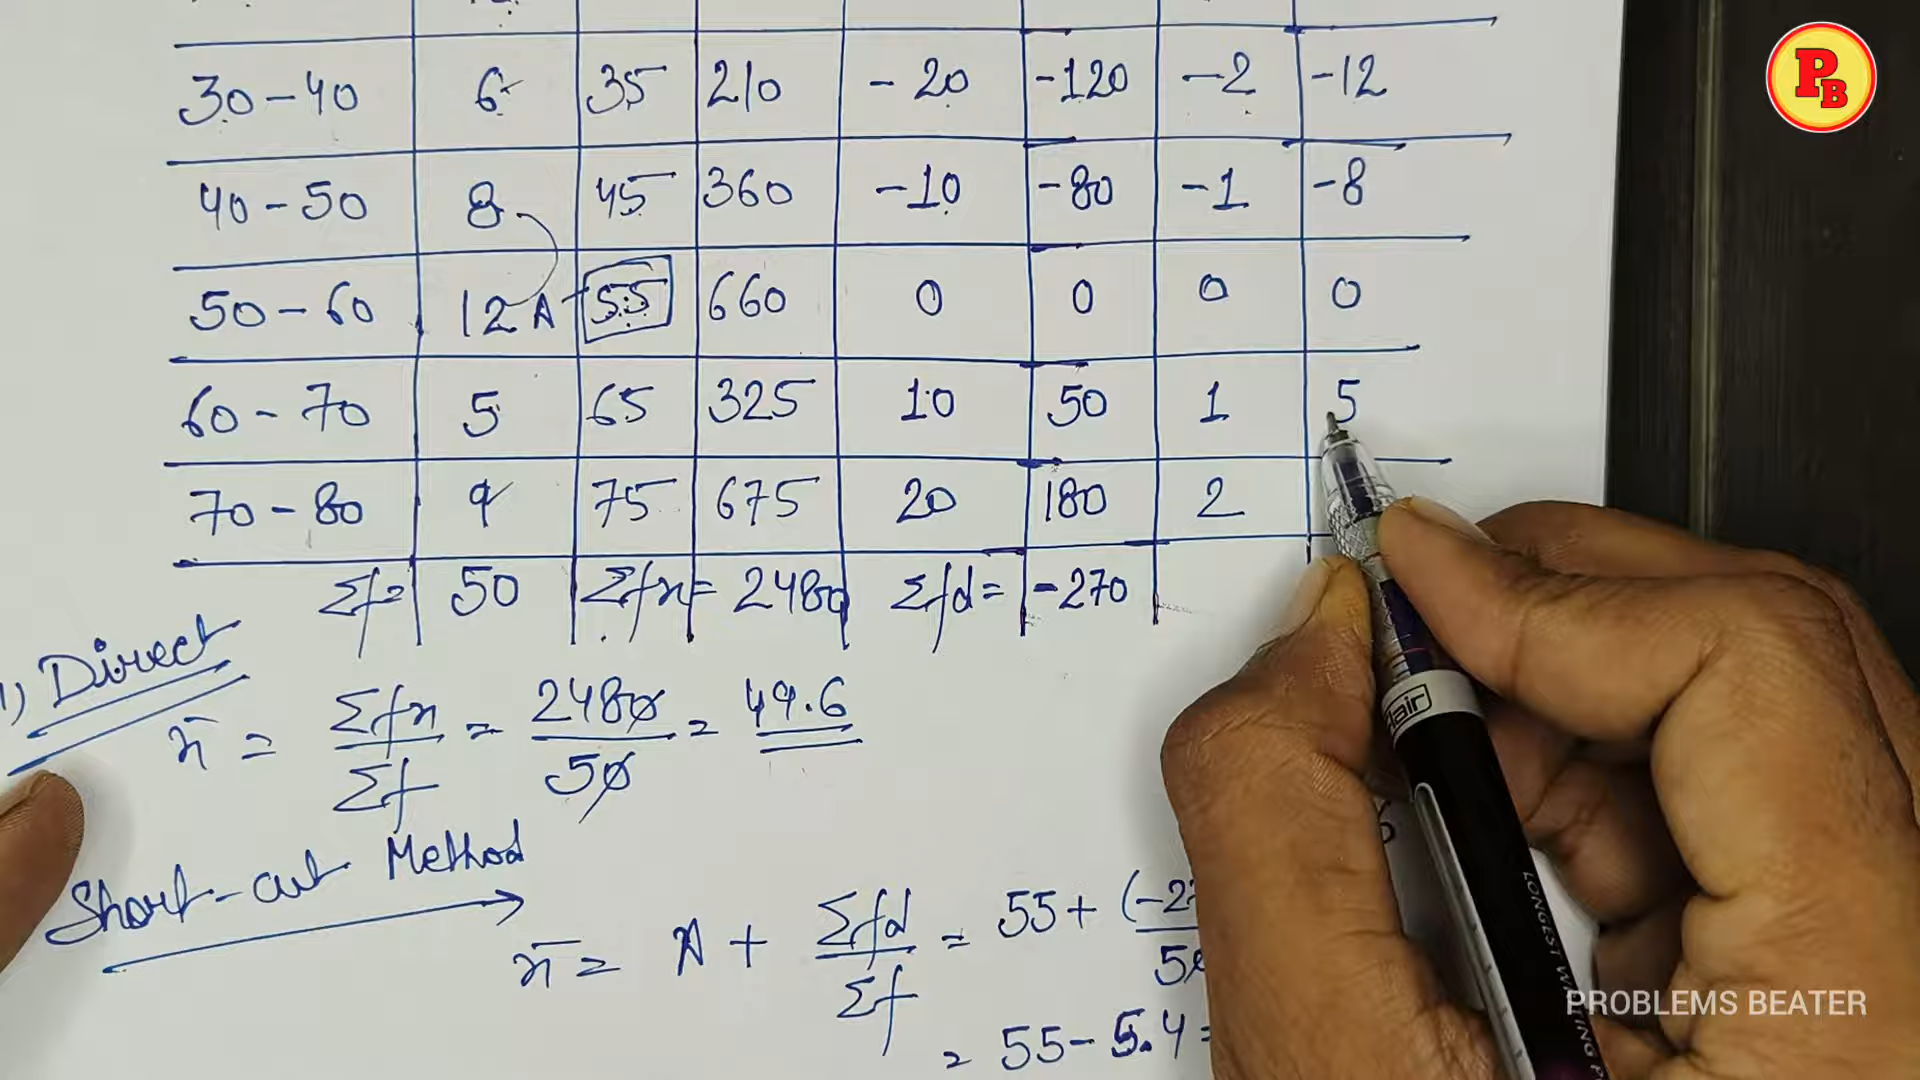 PB
30-40 6 35 210 -20 -120 -2 -12
40-50 8 45 360 -10 -80 -1 -8
50-60 12 A 55 660 0 0 0 0
60-70 5 65 325 10 50 1 5
70-80 9 75 675 20 180 2
Σf= 50 Σfx= 2480 Σfd= -270
1) Direct
x̄ = Σfx/Σf = 2480/50 = 49.6
Short-cut Method
x̄ = A + Σfd/Σf = 55+ (-2
= 55- 5.4 =
Flair
LONGEST
PROBLEMS BEATER